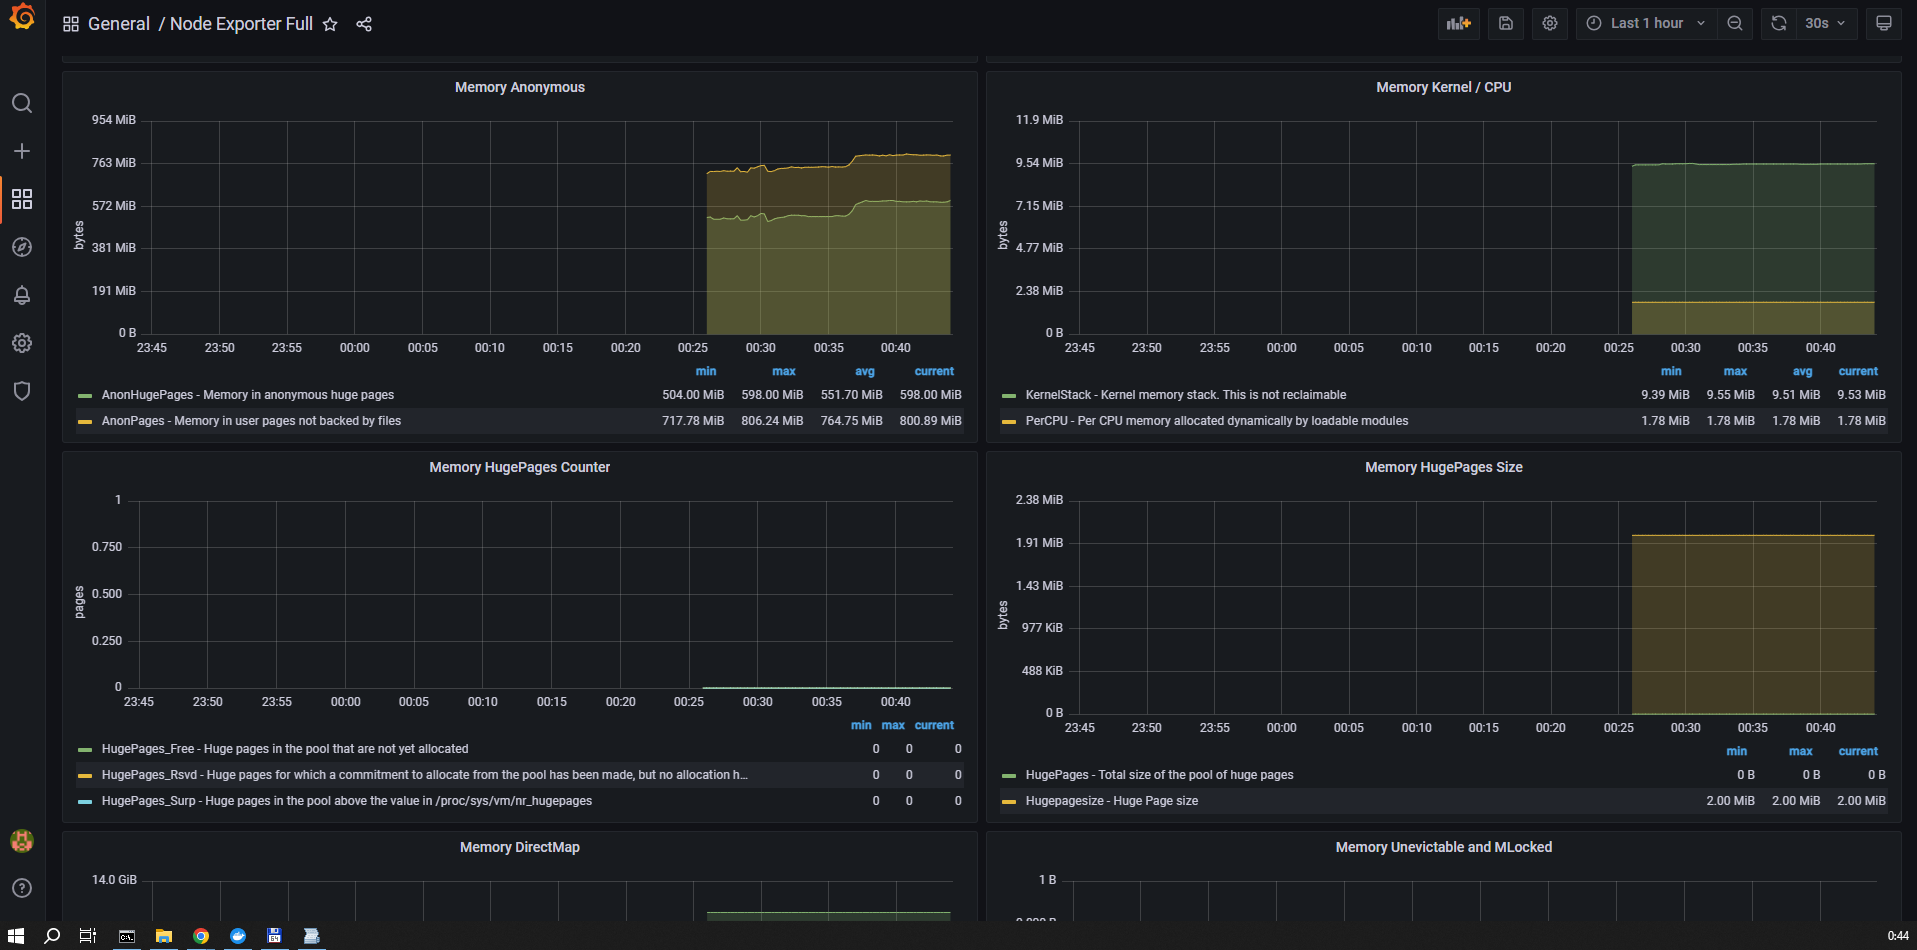 General / Node Exporter Full
Last 1 hour
30s
Memory Anonymous
954 MiB
763 MiB
572 MiB
381 MiB
191 MiB
0 B
bytes
23:45 23:50 23:55 00:00 00:05 00:10 00:15 00:20 00:25 00:30 00:35 00:40
min max avg current
AnonHugePages - Memory in anonymous huge pages 504.00 MiB 598.00 MiB 551.70 MiB 598.00 MiB
AnonPages - Memory in user pages not backed by files 717.78 MiB 806.24 MiB 764.75 MiB 800.89 MiB
Memory Kernel / CPU
11.9 MiB
9.54 MiB
7.15 MiB
4.77 MiB
2.38 MiB
0 B
bytes
23:45 23:50 23:55 00:00 00:05 00:10 00:15 00:20 00:25 00:30 00:35 00:40
min max avg current
KernelStack - Kernel memory stack. This is not reclaimable 9.39 MiB 9.55 MiB 9.51 MiB 9.53 MiB
PerCPU - Per CPU memory allocated dynamically by loadable modules 1.78 MiB 1.78 MiB 1.78 MiB 1.78 MiB
Memory HugePages Counter
1
0.750
0.500
0.250
0
pages
23:45 23:50 23:55 00:00 00:05 00:10 00:15 00:20 00:25 00:30 00:35 00:40
min max current
HugePages_Free - Huge pages in the pool that are not yet allocated 0 0 0
HugePages_Rsvd - Huge pages for which a commitment to allocate from the pool has been made, but no allocation h... 0 0 0
HugePages_Surp - Huge pages in the pool above the value in /proc/sys/vm/nr_hugepages 0 0 0
Memory HugePages Size
2.38 MiB
1.91 MiB
1.43 MiB
977 KiB
488 KiB
0 B
bytes
23:45 23:50 23:55 00:00 00:05 00:10 00:15 00:20 00:25 00:30 00:35 00:40
min max current
HugePages - Total size of the pool of huge pages 0 B 0 B 0 B
Hugepagesize - Huge Page size 2.00 MiB 2.00 MiB 2.00 MiB
Memory DirectMap
14.0 GiB
Memory Unevictable and MLocked
1 B
C:\.
64
0:44